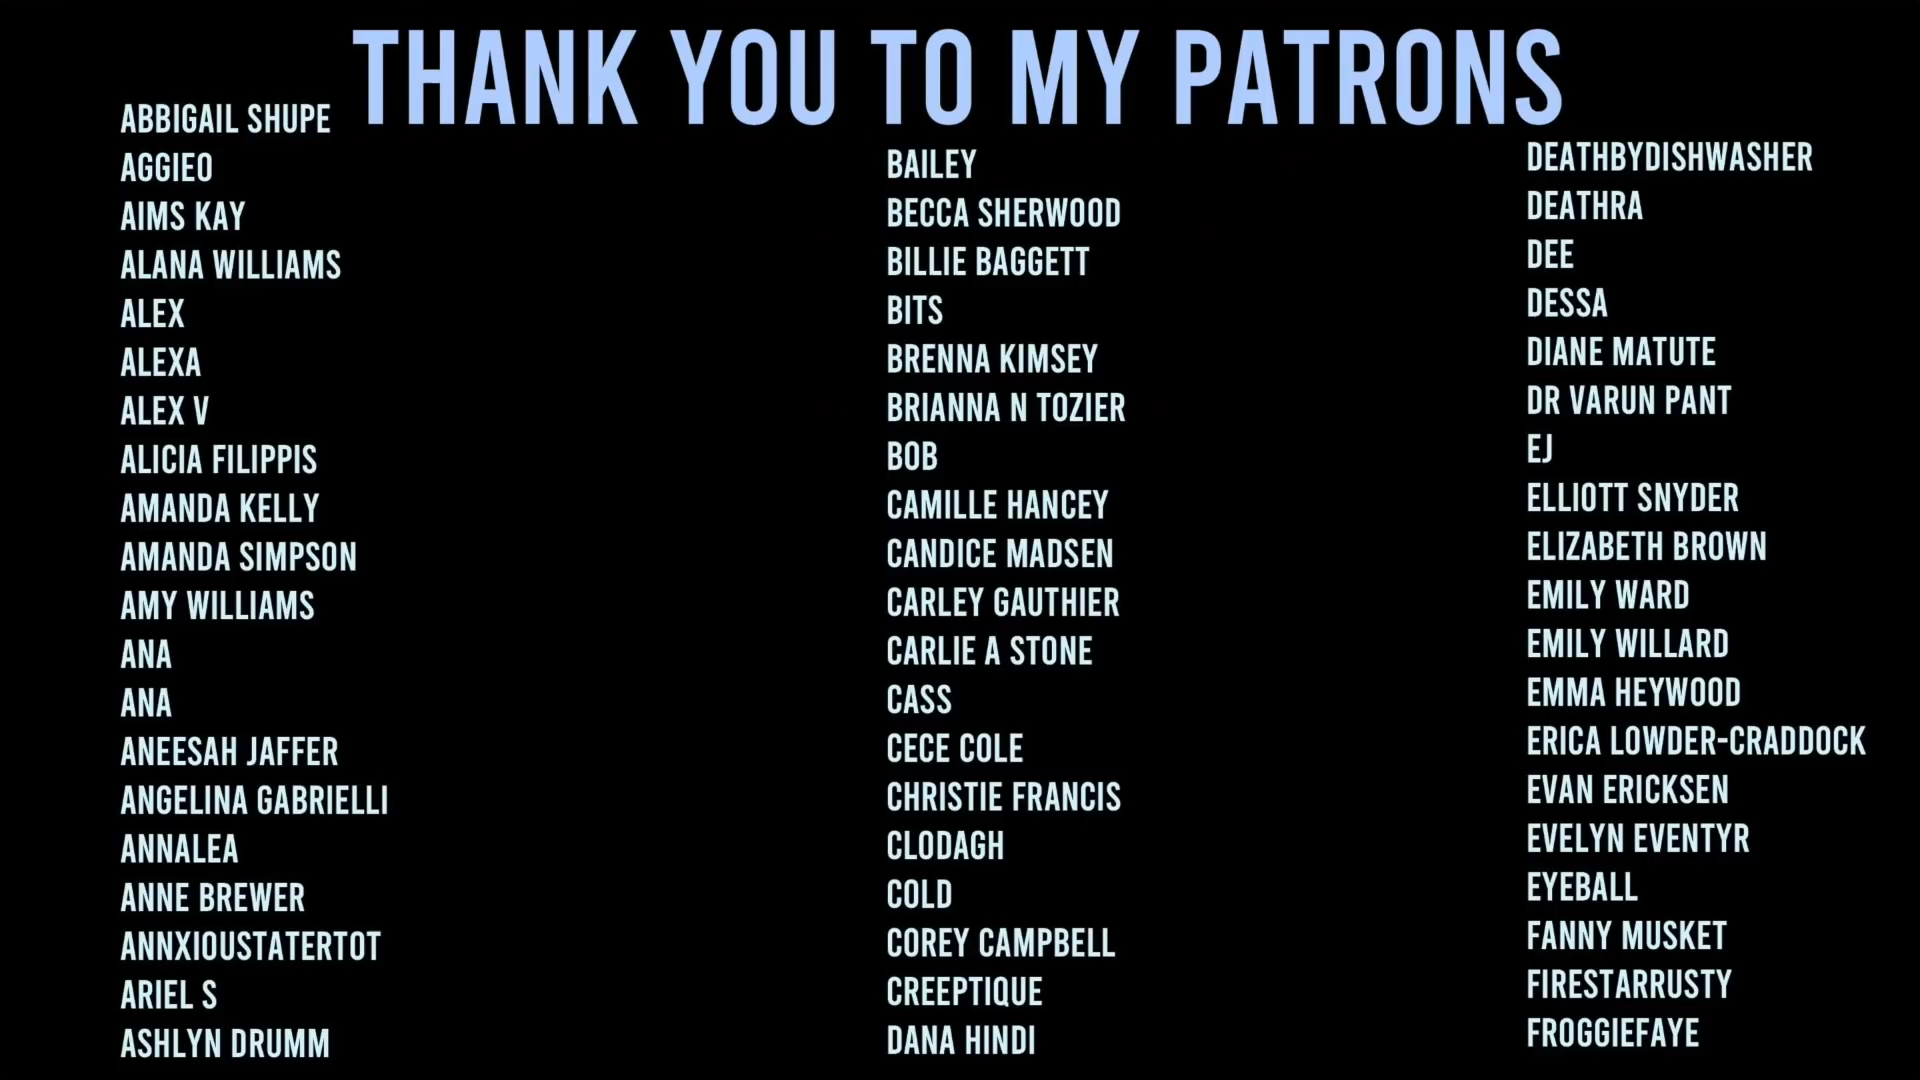 THANK YOU TO MY PATRONS
ABBIGAIL SHUPE
AGGIEO
AIMS KAY
ALANA WILLIAMS
ALEX
ALEXA
ALEX V
ALICIA FILIPPIS
AMANDA KELLY
AMANDA SIMPSON
AMY WILLIAMS
ANA
ANA
ANEESAH JAFFER
ANGELINA GABRIELLI
ANNALEA
ANNE BREWER
ANNXIOUSTATERTOT
ARIEL S
ASHLYN DRUMM
BAILEY
BECCA SHERWOOD
BILLIE BAGGETT
BITS
BRENNA KIMSEY
BRIANNA N TOZIER
BOB
CAMILLE HANCEY
CANDICE MADSEN
CARLEY GAUTHIER
CARLIE A STONE
CASS
CECE COLE
CHRISTIE FRANCIS
CLODAGH
COLD
COREY CAMPBELL
CREEPTIQUE
DANA HINDI
DEATHBYDISHWASHER
DEATHRA
DEE
DESSA
DIANE MATUTE
DR VARUN PANT
EJ
ELLIOTT SNYDER
ELIZABETH BROWN
EMILY WARD
EMILY WILLARD
EMMA HEYWOOD
ERICA LOWDER-CRADDOCK
EVAN ERICKSEN
EVELYN EVENTYR
EYEBALL
FANNY MUSKET
FIRESTARRUSTY
FROGGIEFAYE